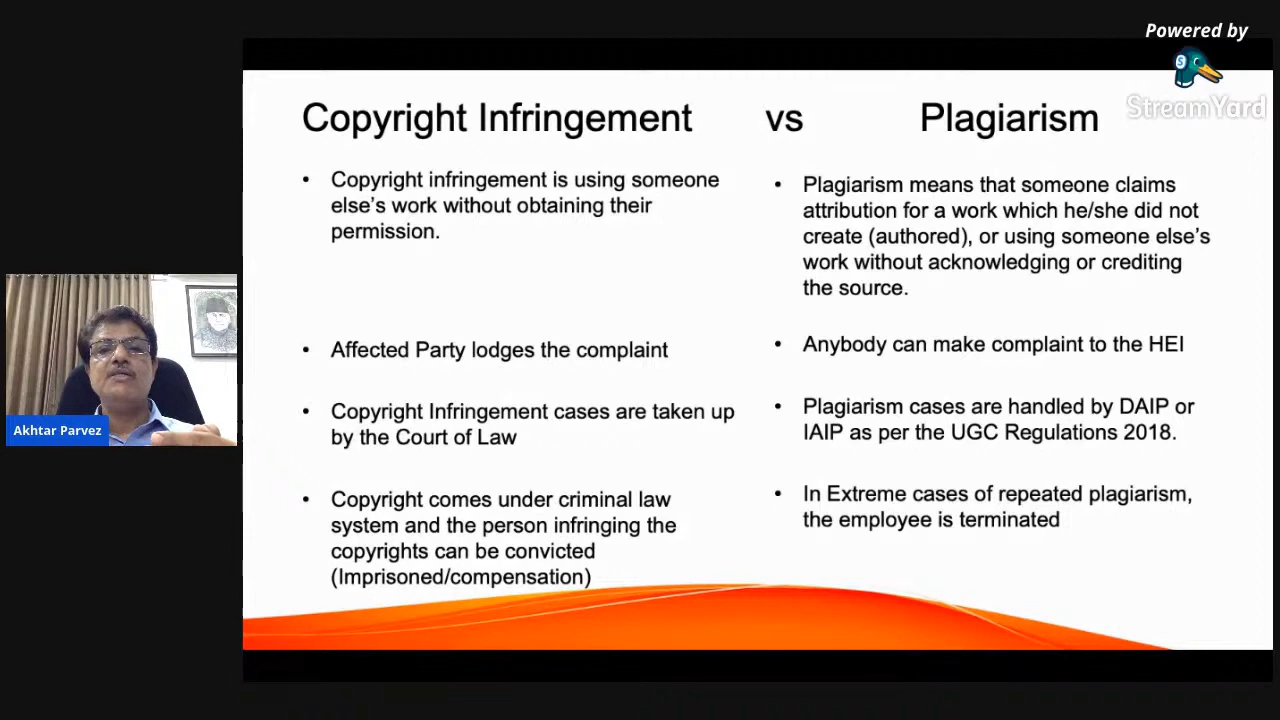 Powered by
StreamYard
Copyright Infringement vs Plagiarism
• Copyright infringement is using someone
else's work without obtaining their
permission.
• Affected Party lodges the complaint
• Copyright Infringement cases are taken up
by the Court of Law
• Copyright comes under criminal law
system and the person infringing the
copyrights can be convicted
(Imprisoned/compensation)
• Plagiarism means that someone claims
attribution for a work which he/she did not
create (authored), or using someone else's
work without acknowledging or crediting
the source.
• Anybody can make complaint to the HEI
• Plagiarism cases are handled by DAIP or
IAIP as per the UGC Regulations 2018.
• In Extreme cases of repeated plagiarism,
the employee is terminated
Akhtar Parvez